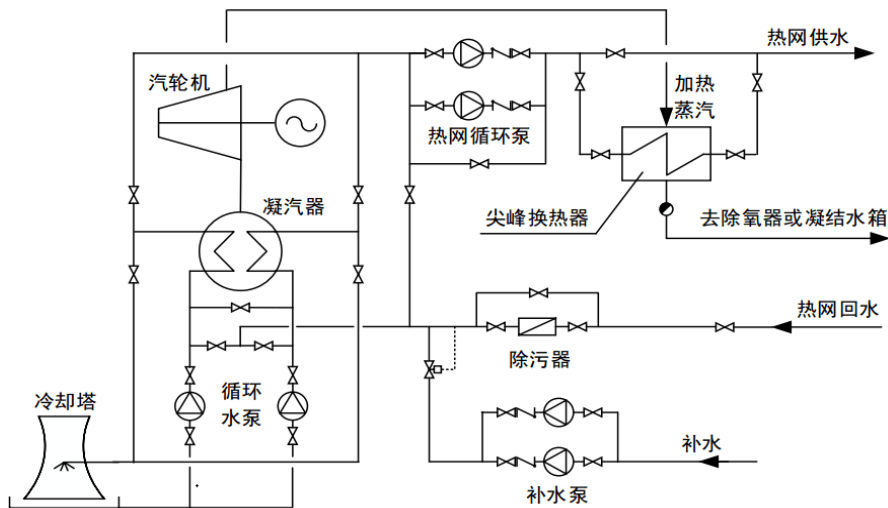 热网供水
汽轮机
加热
蒸汽
热网循环泵
凝汽器
尖峰换热器
去除氧器或凝结水箱
热网回水
除污器
循环
水泵
冷却塔
补水
补水泵